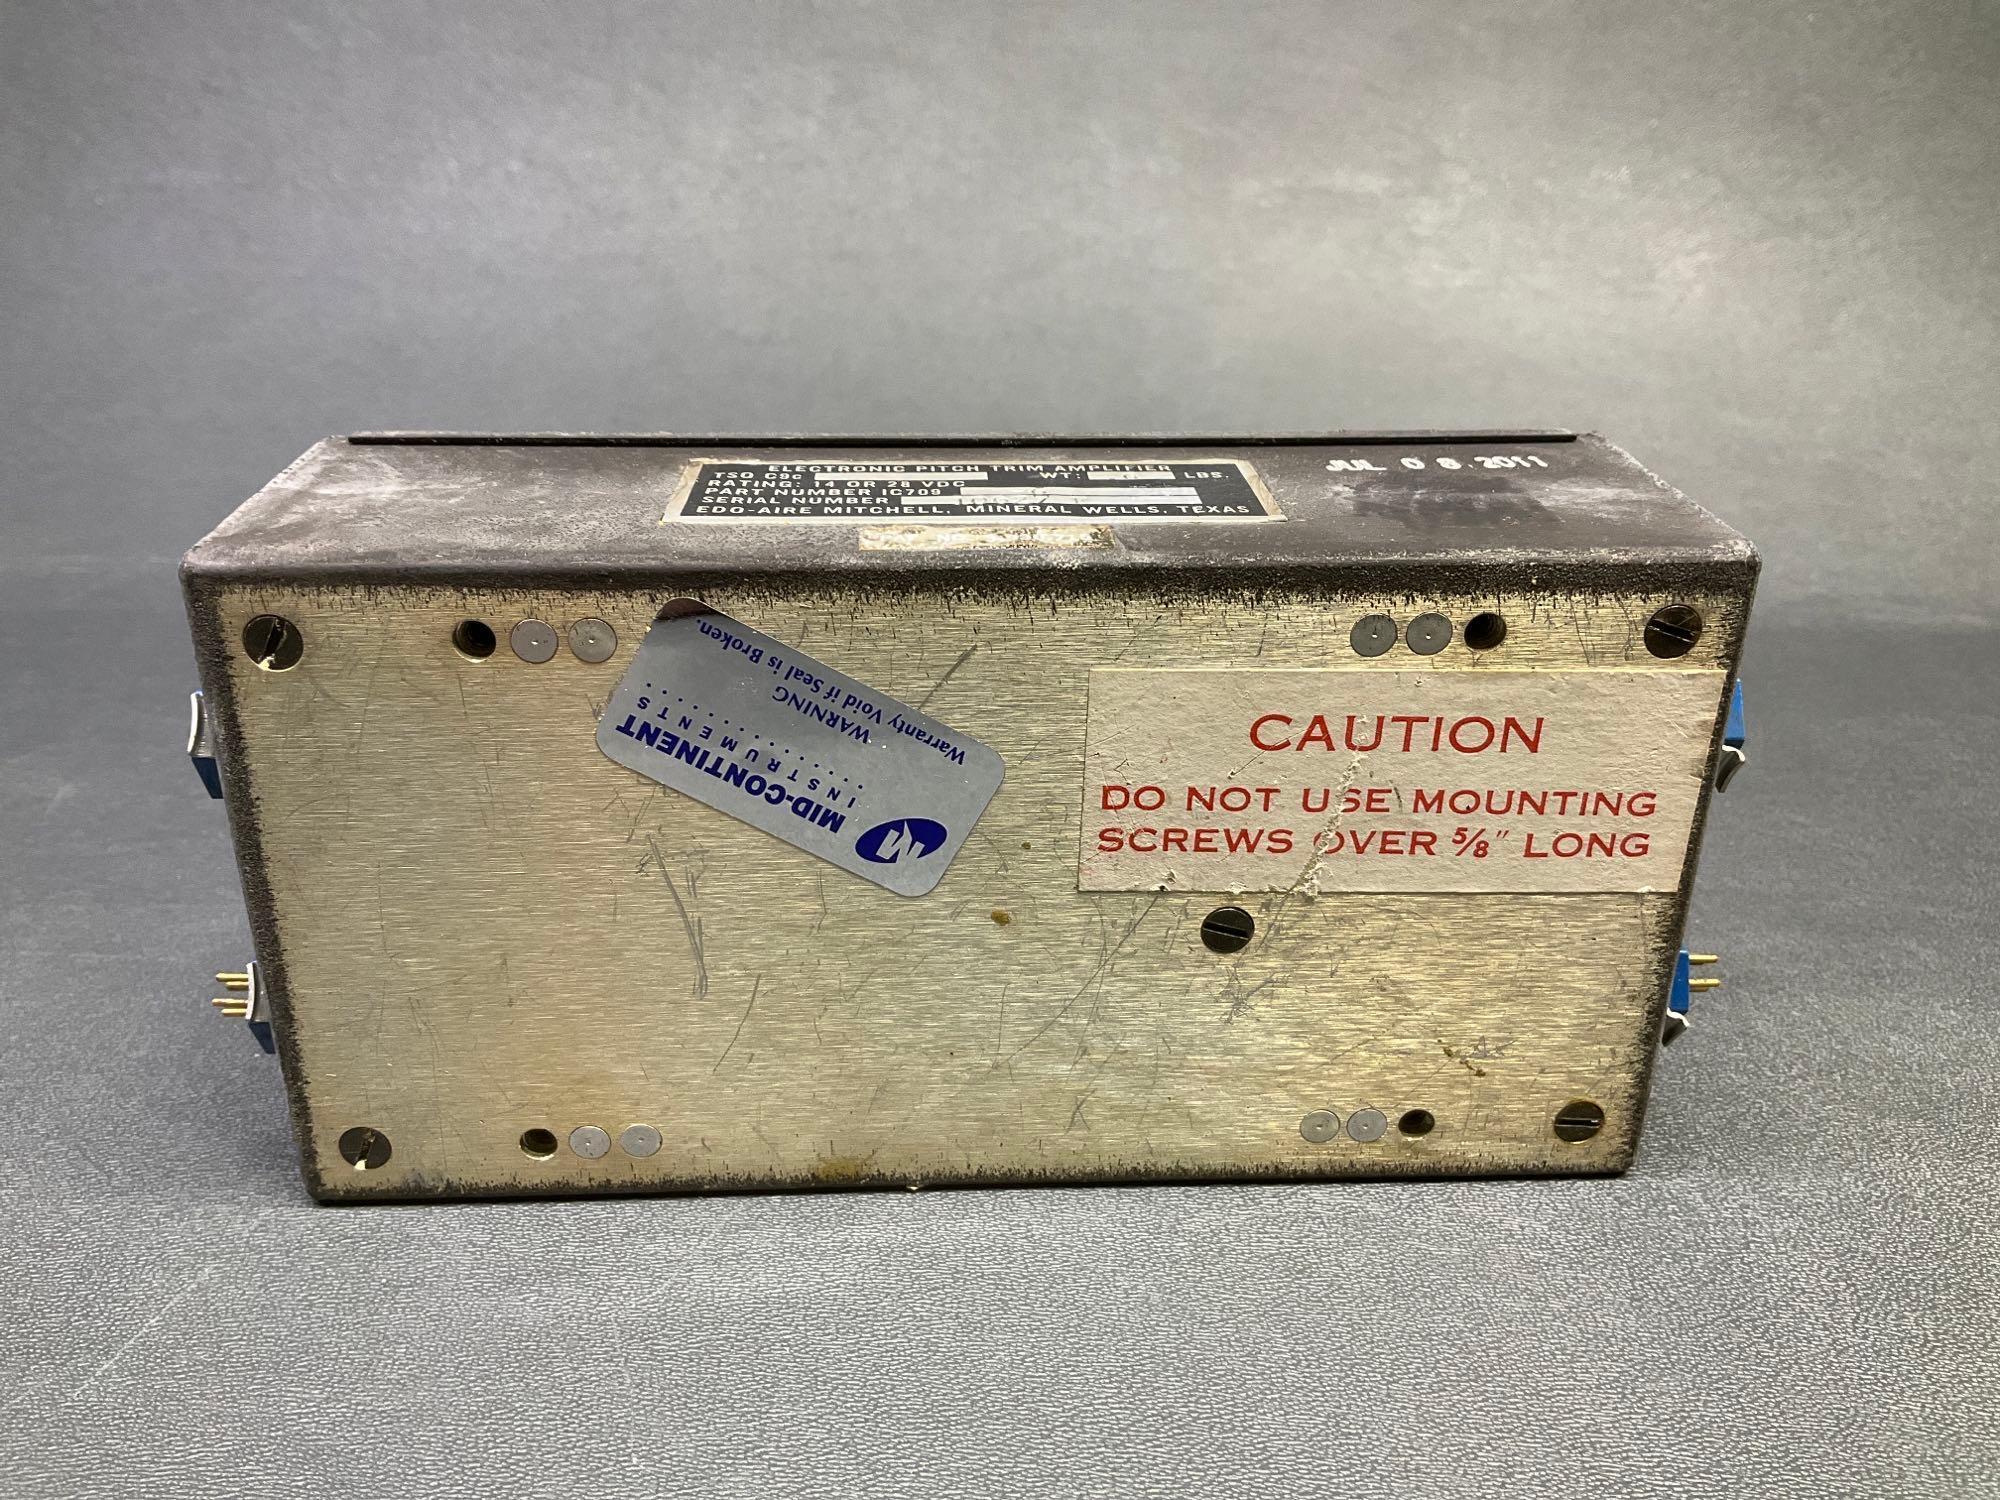 ELECTRONIC PITCH TRIM AMPLIFIER
TSO C9c WT: LBS.
RATING: 14 OR 28 VDC
PART NUMBER IC709
SERIAL NUMBER
EDO-AIRE MITCHELL, MINERAL WELLS, TEXAS
JUL 08.2011
MID-CONTINENT
INSTRUMENTS
WARNING
Warranty Void if Seal is Broken.
CAUTION
DO NOT USE MOUNTING
SCREWS OVER 5/8" LONG